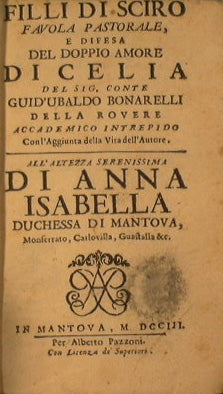 FILLI DI SCIRO
FAVOLA PASTORALE,
E DIFESA
DEL DOPPIO AMORE
DI CELIA
DEL SIG. CONTE
GUID'UBALDO BONARELLI
DELLA ROVERE
ACCADEMICO INTREPIDO
Con l'Aggiunta della Vita dell'Autore,
ALL'ALTEZZA SERENISSIMA
DI ANNA
ISABELLA
DUCHESSA DI MANTOVA,
Monferrato, Carlovilla, Guastalla &c.
IN MANTOVA, M. DCCIII.
Per Alberto Pazzoni.
Con Licenza de' Superiori.